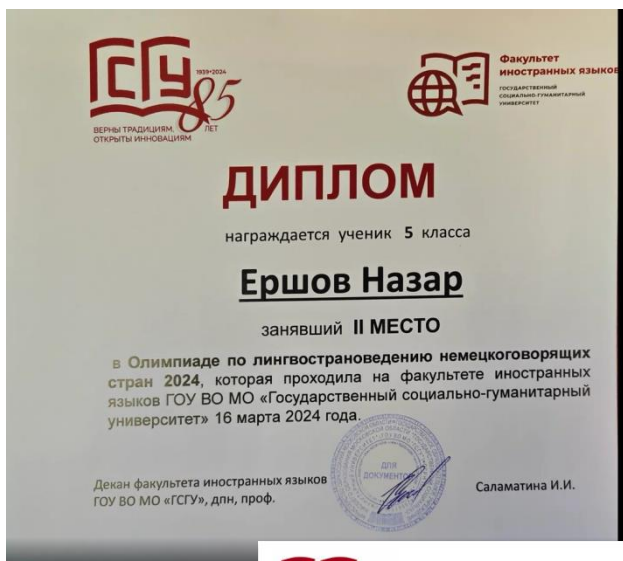 ГСГУ
1939•2024
85
ЛЕТ
ВЕРНЫ ТРАДИЦИЯМ,
ОТКРЫТЫ ИННОВАЦИЯМ
Факультет
иностранных языков
ГОСУДАРСТВЕННЫЙ
СОЦИАЛЬНО-ГУМАНИТАРНЫЙ
УНИВЕРСИТЕТ
ДИПЛОМ
награждается ученик 5 класса
Ершов Назар
занявший II МЕСТО
в Олимпиаде по лингвострановедению немецкоговорящих
стран 2024, которая проходила на факультете иностранных
языков ГОУ ВО МО «Государственный социально-гуманитарный
университет» 16 марта 2024 года.
ДЛЯ
ДОКУМЕНТОВ
Декан факультета иностранных языков
ГОУ ВО МО «ГСГУ», дпн, проф.
Саламатина И.И.